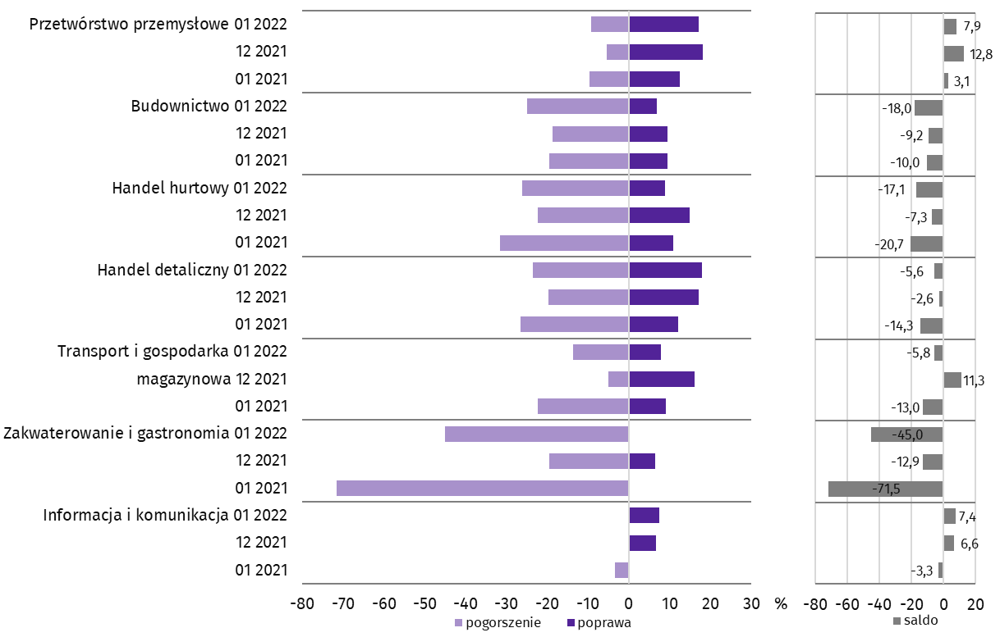 Przetwórstwo przemysłowe 01 2022 7,9
12 2021 12,8
01 2021 3,1
Budownictwo 01 2022 -18,0
12 2021 -9,2
01 2021 -10,0
Handel hurtowy 01 2022 -17,1
12 2021 -7,3
01 2021 -20,7
Handel detaliczny 01 2022 -5,6
12 2021 -2,6
01 2021 -14,3
Transport i gospodarka 01 2022 -5,8
magazynowa 12 2021 11,3
01 2021 -13,0
Zakwaterowanie i gastronomia 01 2022 -45,0
12 2021 -12,9
01 2021 -71,5
Informacja i komunikacja 01 2022 7,4
12 2021 6,6
01 2021 -3,3
-80 -70 -60 -50 -40 -30 -20 -10 0 10 20 30 % -80 -60 -40 -20 0 20
pogorszenie poprawa saldo